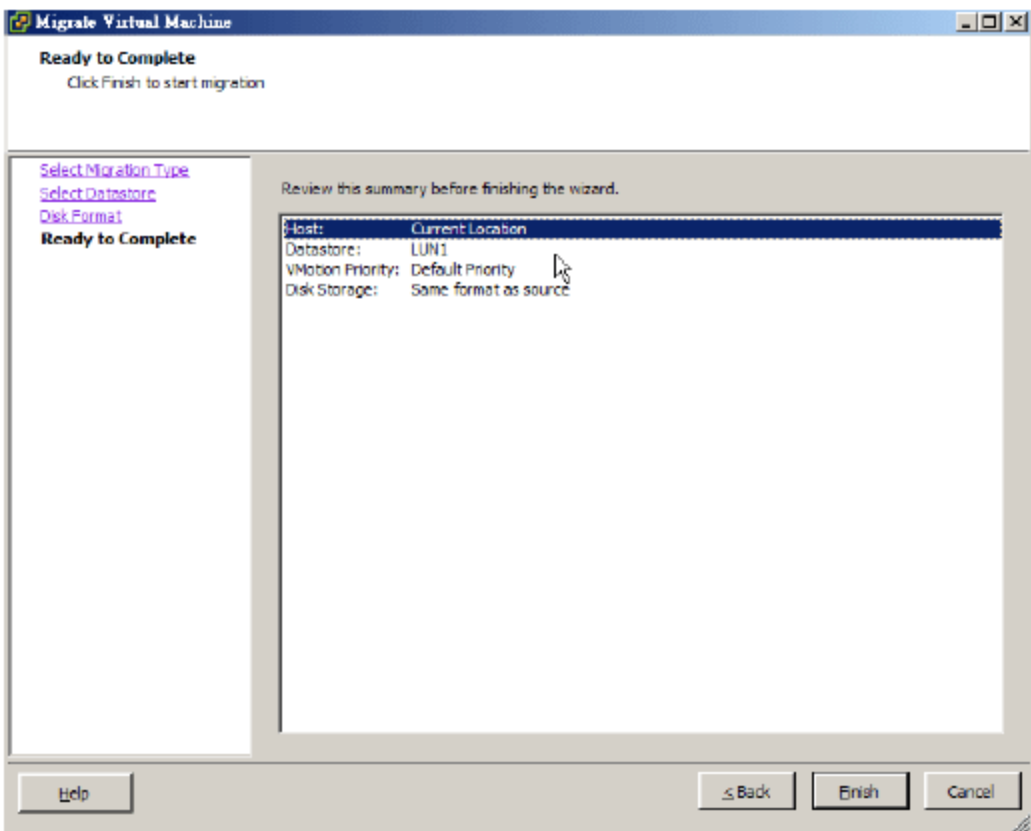 Migrate Virtual Machine
Ready to Complete
Click Finish to start migration
Select Migration Type
Select Datastore
Disk Format
Ready to Complete
Review this summary before finishing the wizard.
Host: Current Location
Datastore: LUN1
VMotion Priority: Default Priority
Disk Storage: Same format as source
Help
≤ Back
Finish
Cancel